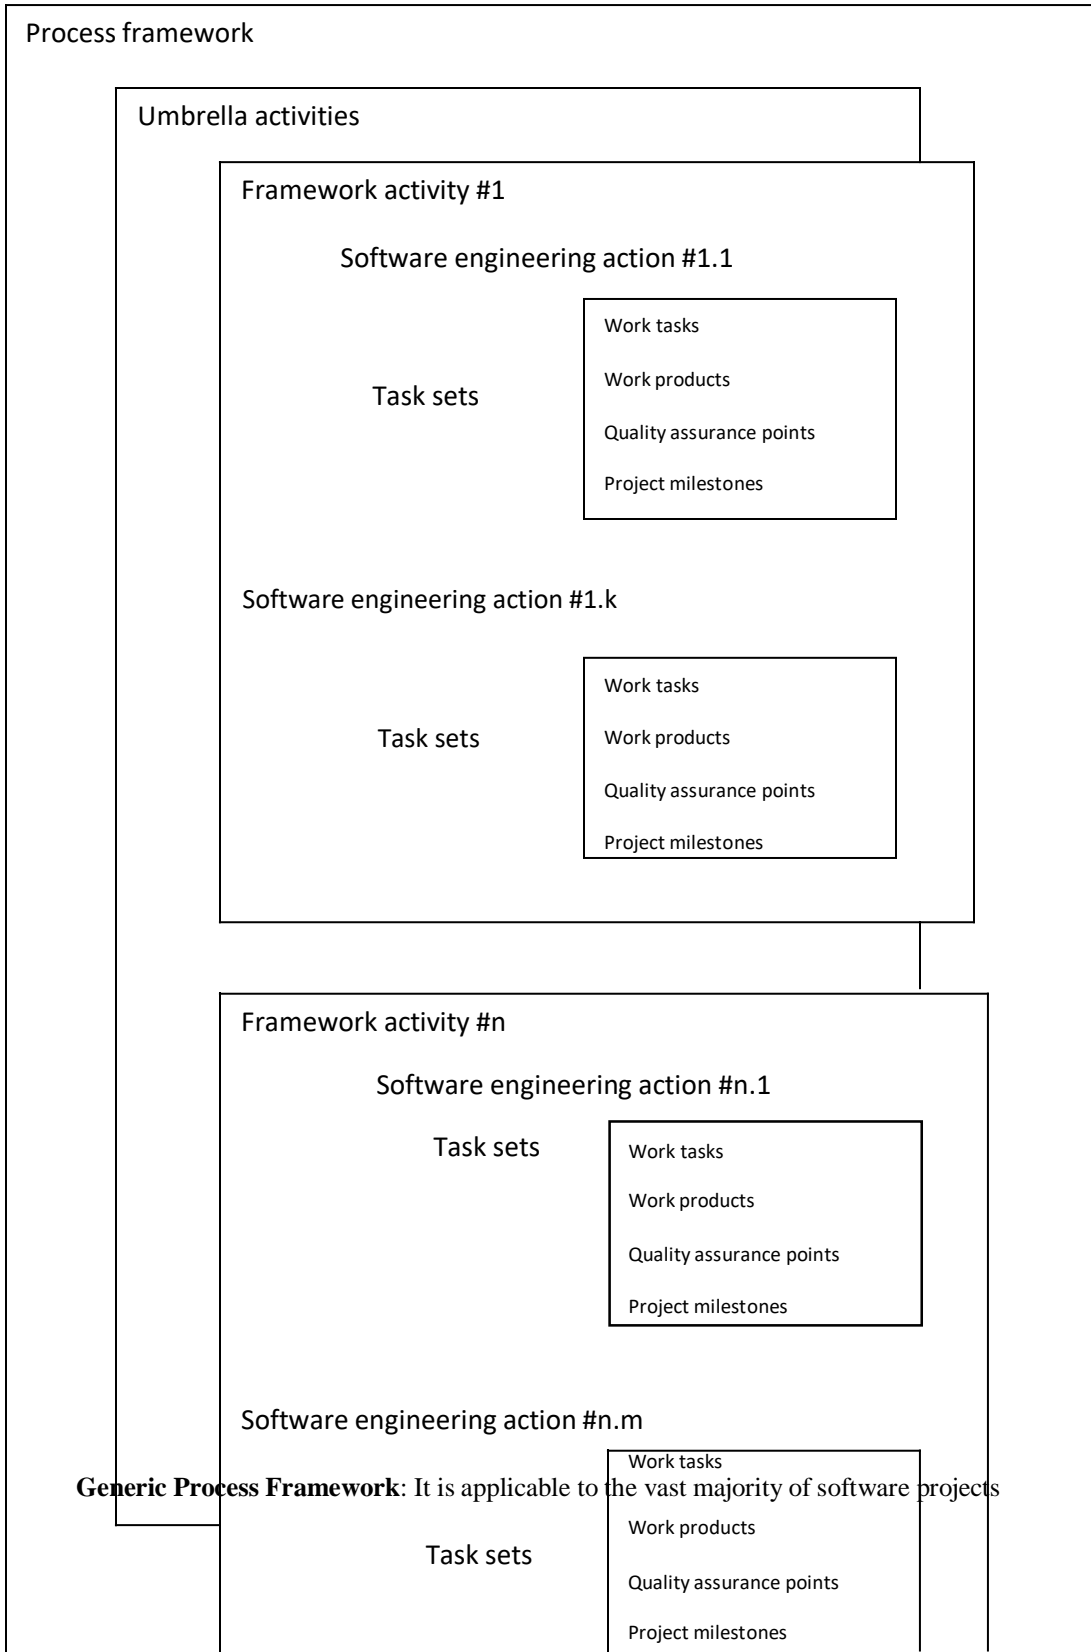 Process framework
Umbrella activities
Framework activity #1
Software engineering action #1.1
Work tasks
Work products
Task sets
Quality assurance points
Project milestones
Software engineering action #1.k
Work tasks
Task sets
Work products
Quality assurance points
Project milestones
Framework activity #n
Software engineering action #n.1
Task sets
Work tasks
Work products
Quality assurance points
Project milestones
Software engineering action #n.m
Work tasks
Generic Process Framework: It is applicable to the vast majority of software projects
Work products
Task sets
Quality assurance points
Project milestones